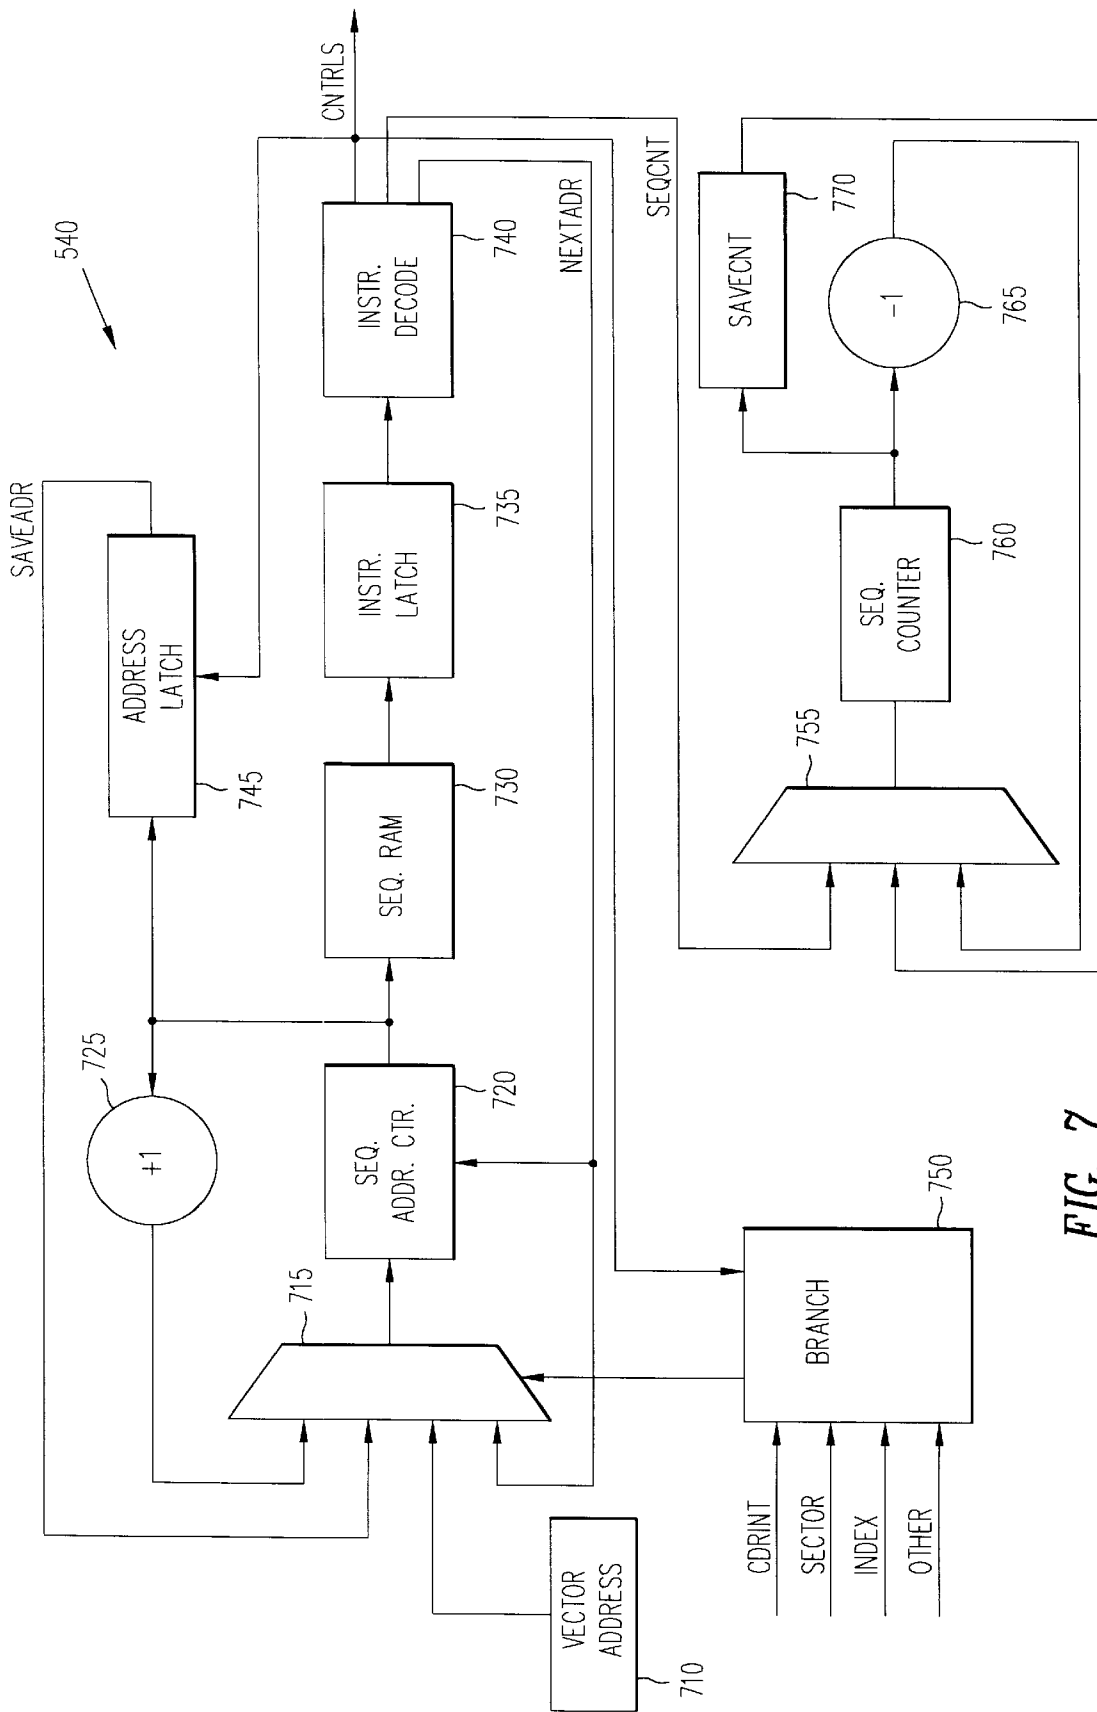 540
SAVEADR
725
+1
ADDRESS
LATCH
745
CNTRLS
715
SEQ.
ADDR. CTR.
720
SEQ. RAM
730
INSTR.
LATCH
735
INSTR.
DECODE
740
NEXTADR
VECTOR
ADDRESS
710
SEQCNT
CDRINT
SECTOR
INDEX
OTHER
BRANCH
750
755
SEQ.
COUNTER
760
SAVECNT
770
-1
765
FIG. 7